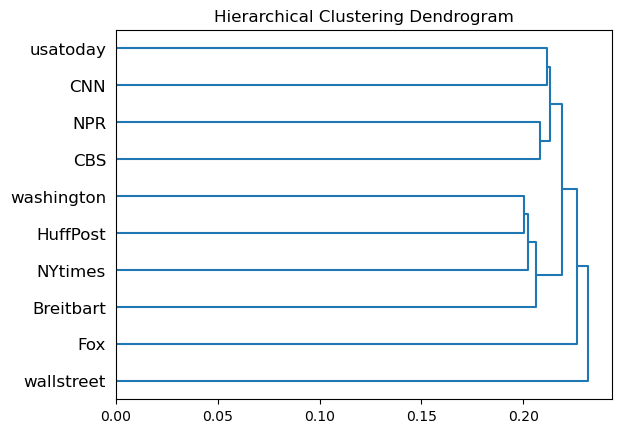 Hierarchical Clustering Dendrogram
usatoday
CNN
NPR
CBS
washington
HuffPost
NYtimes
Breitbart
Fox
wallstreet
0.00 0.05 0.10 0.15 0.20